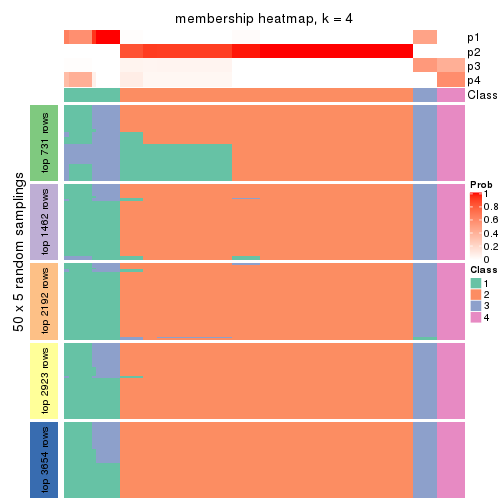 membership heatmap, k = 4
p1
p2
p3
p4
Class
50 x 5 random samplings
top 731 rows
top 1462 rows
top 2192 rows
top 2923 rows
top 3654 rows
Prob
1
0.8
0.6
0.4
0.2
0
Class
1
2
3
4